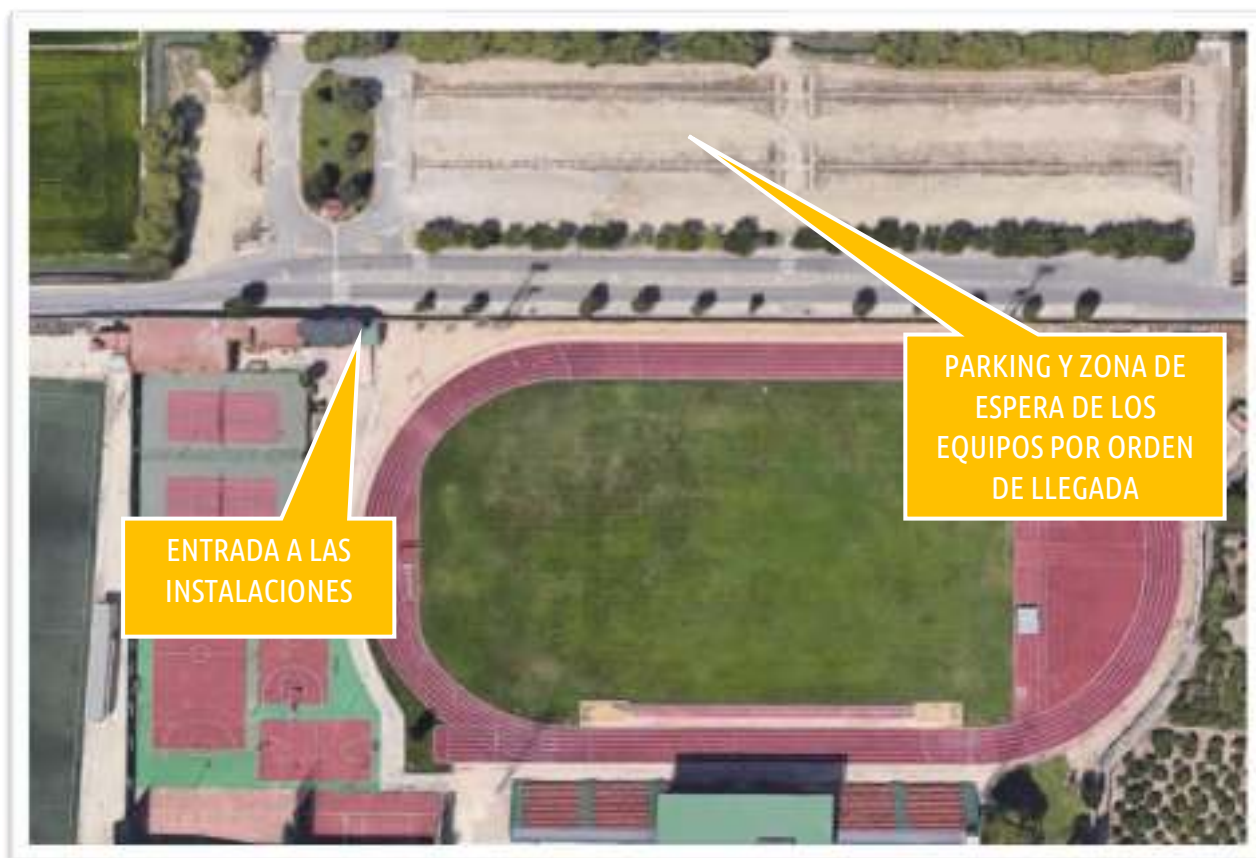 PARKING Y ZONA DE
ESPERA DE LOS
EQUIPOS POR ORDEN
DE LLEGADA
ENTRADA A LAS
INSTALACIONES